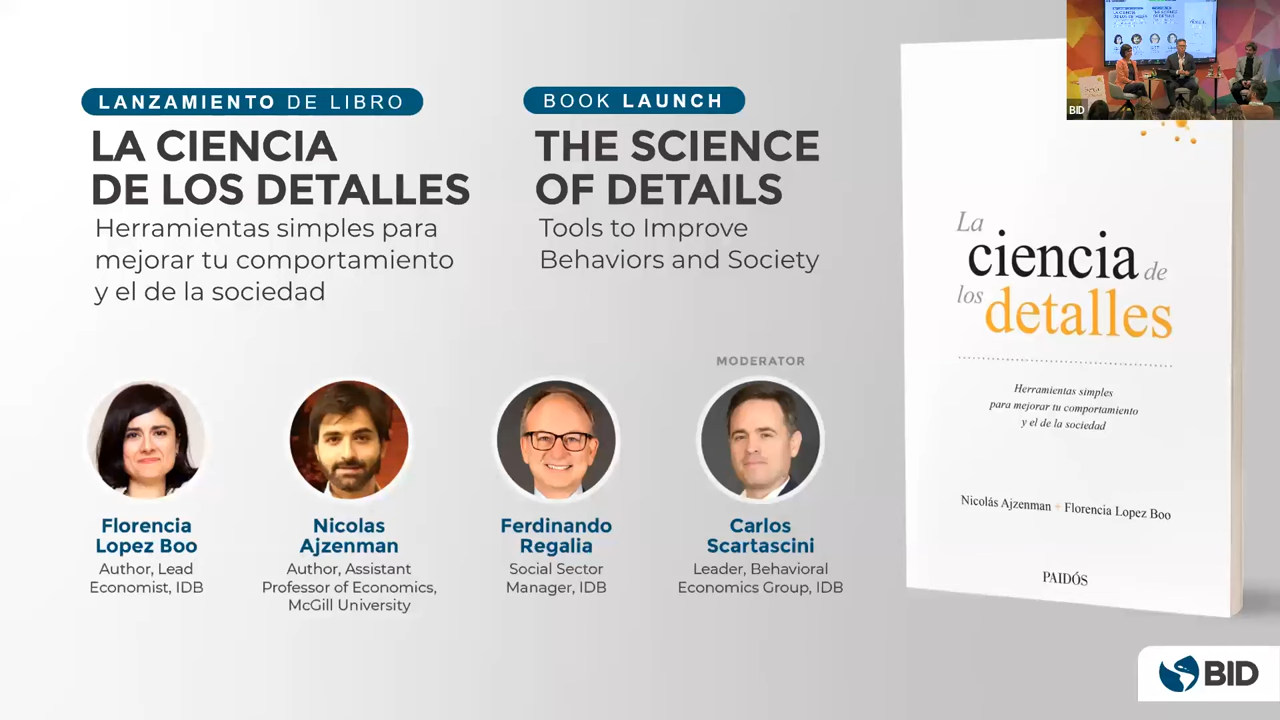 LANZAMIENTO DE LIBRO
LA CIENCIA
DE LOS DETALLES
Herramientas simples para
mejorar tu comportamiento
y el de la sociedad
BOOK LAUNCH
THE SCIENCE
OF DETAILS
Tools to Improve
Behaviors and Society
Florencia
Lopez Boo
Author, Lead
Economist, IDB
Nicolas
Ajzenman
Author, Assistant
Professor of Economics,
McGill University
Ferdinando
Regalia
Social Sector
Manager, IDB
MODERATOR
Carlos
Scartascini
Leader, Behavioral
Economics Group, IDB
BID
La
ciencia de
los detalles
Herramientas simples
para mejorar tu comportamiento
y el de la sociedad
Nicolás Ajzenman + Florencia Lopez Boo
PAIDÓS
BID